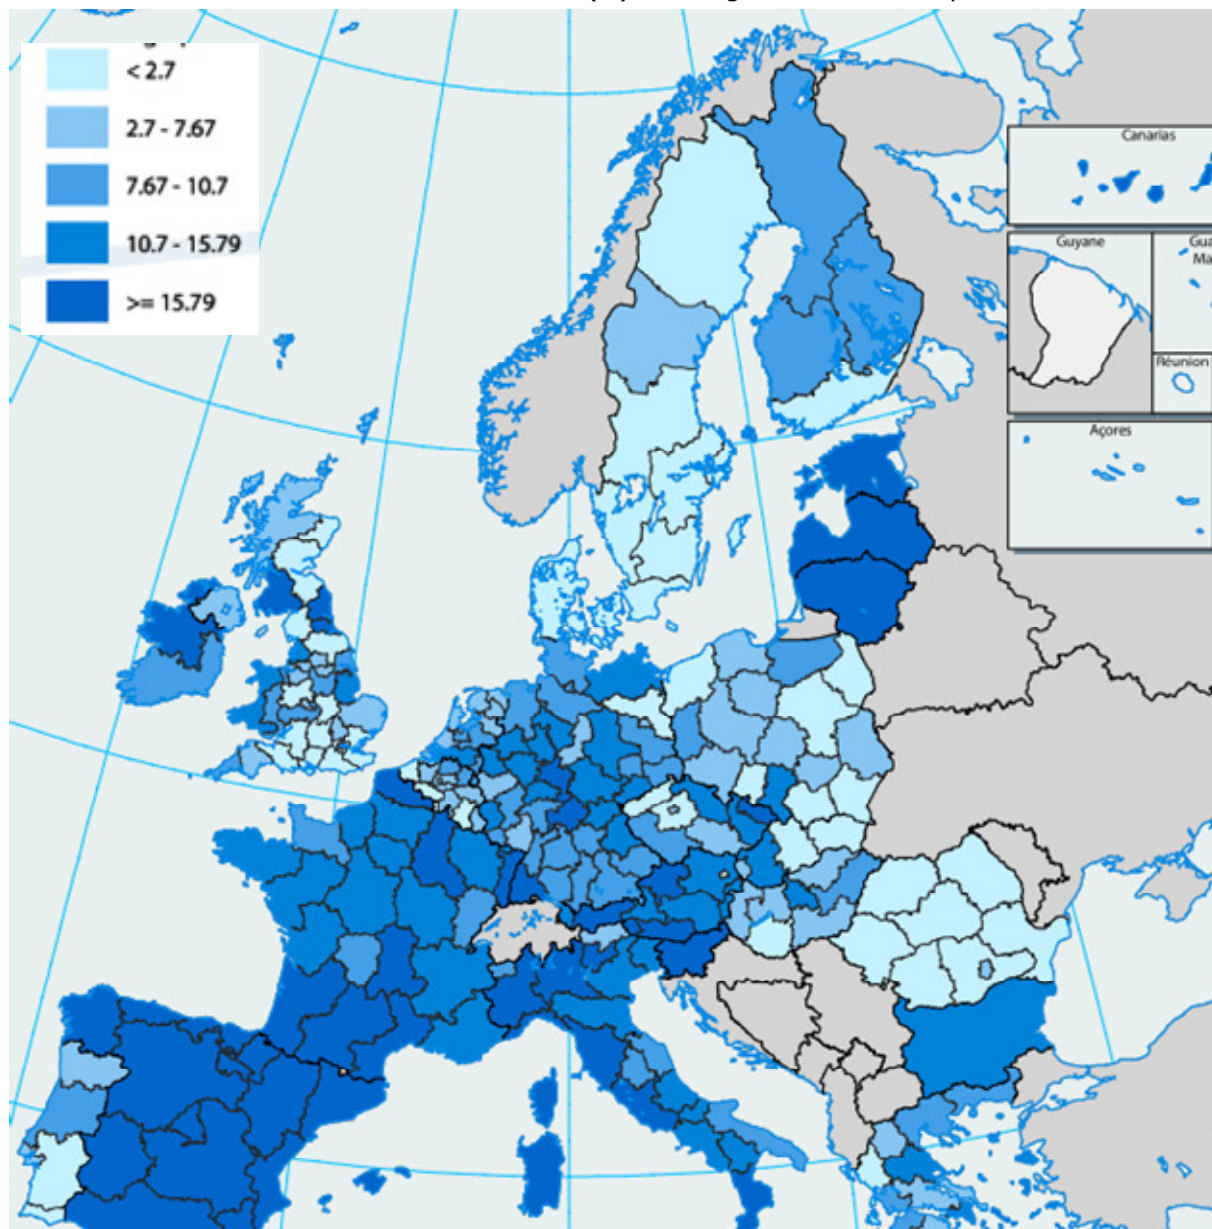 < 2.7
2.7 - 7.67
7.67 - 10.7
10.7 - 15.79
>= 15.79
Canarias
Guyane
Réunion
Açores